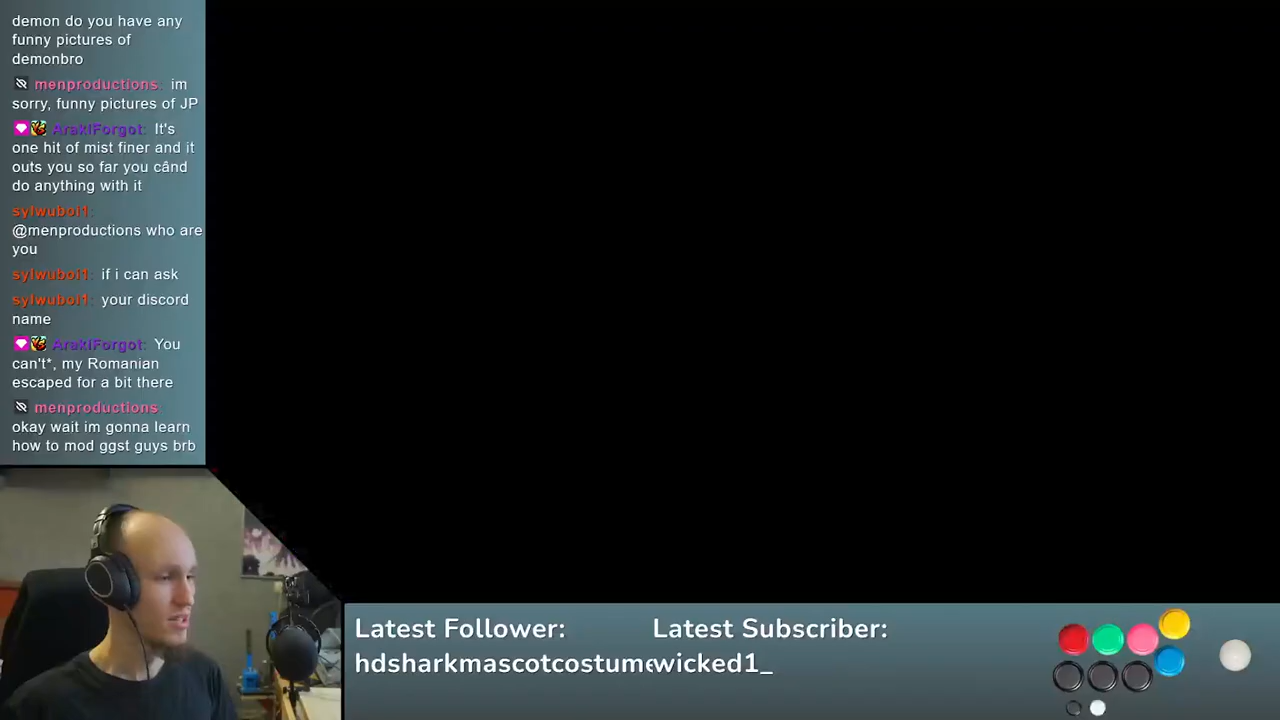 demon do you have any
funny pictures of
demonbro
menproductions: im
sorry, funny pictures of JP
ArakiForgot: It's
one hit of mist finer and it
outs you so far you când
do anything with it
sylwuboi1:
@menproductions who are
you
sylwuboi1: if i can ask
sylwuboi1: your discord
name
ArakiForgot: You
can't*, my Romanian
escaped for a bit there
menproductions:
okay wait im gonna learn
how to mod ggst guys brb
Latest Follower:
hdsharkmascotcostume
Latest Subscriber:
wicked1_